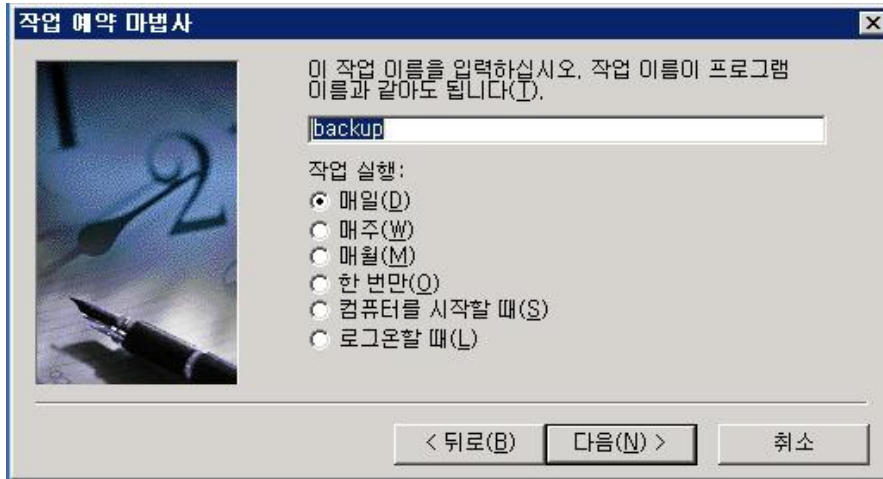 작업 예약 마법사
이 작업 이름을 입력하십시오. 작업 이름이 프로그램
이름과 같아도 됩니다(T).
backup
작업 실행:
매일(D)
매주(W)
매월(M)
한 번만(O)
컴퓨터를 시작할 때(S)
로그온할 때(L)
< 뒤로(B)
다음(N) >
취소